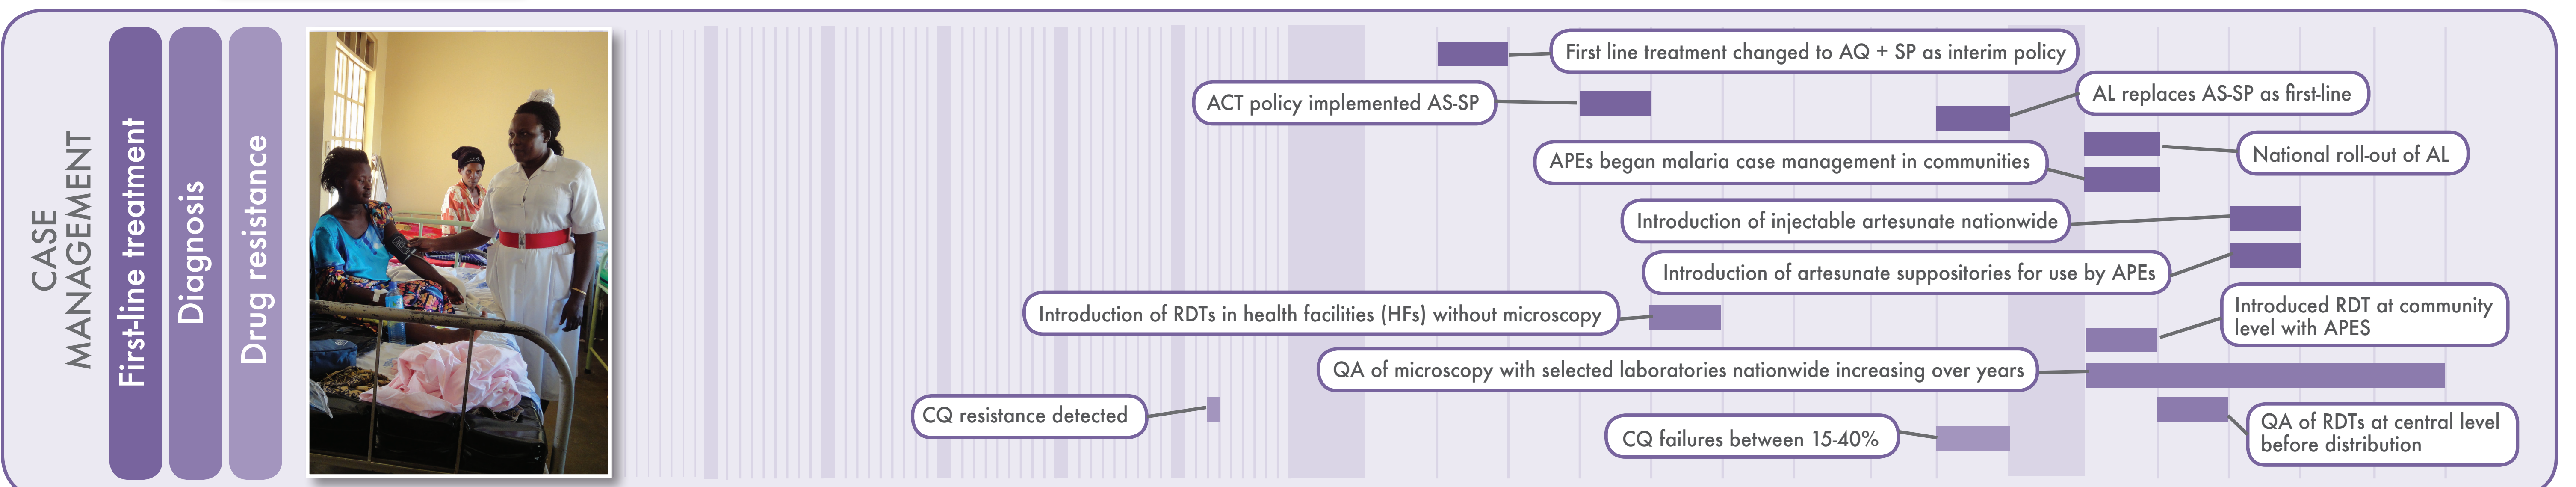 CASE
MANAGEMENT
First-line treatment
Diagnosis
Drug resistance
First line treatment changed to AQ + SP as interim policy
ACT policy implemented AS-SP
AL replaces AS-SP as first-line
APEs began malaria case management in communities
National roll-out of AL
Introduction of injectable artesunate nationwide
Introduction of artesunate suppositories for use by APEs
Introduction of RDTs in health facilities (HFs) without microscopy
Introduced RDT at community
level with APES
QA of microscopy with selected laboratories nationwide increasing over years
CQ resistance detected
CQ failures between 15-40%
QA of RDTs at central level
before distribution